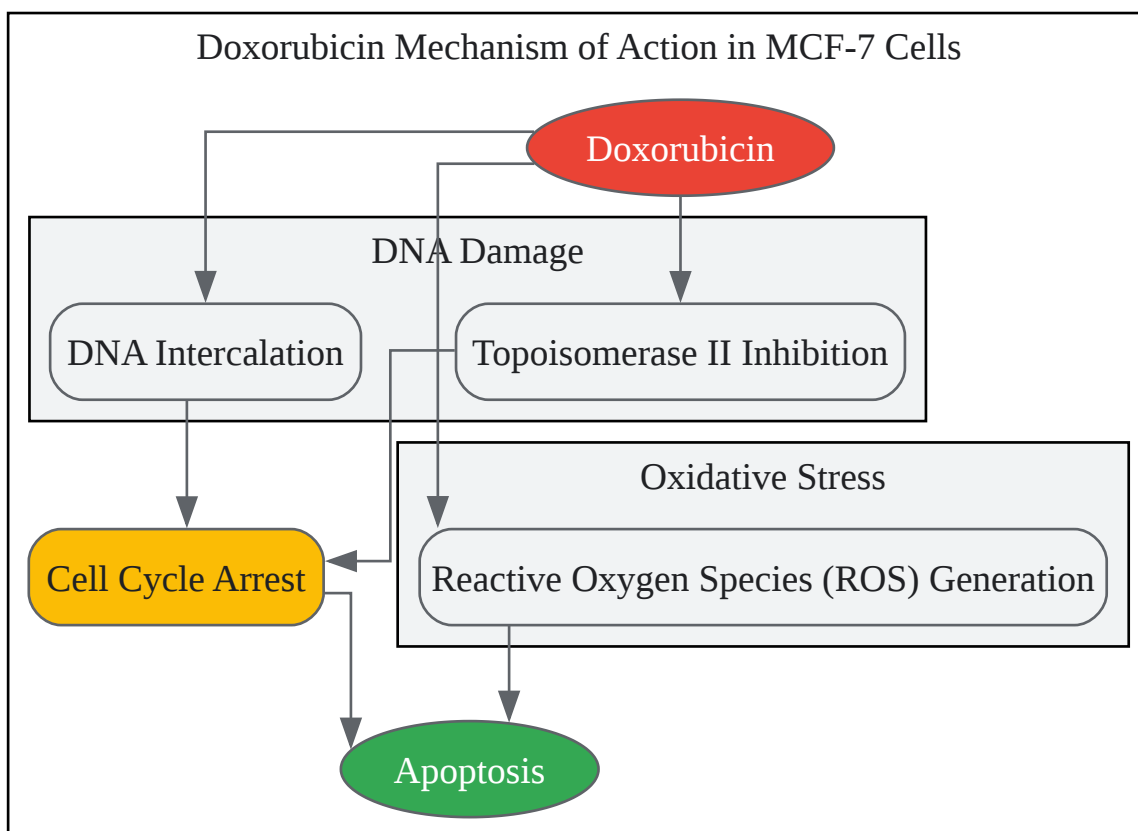 Doxorubicin Mechanism of Action in MCF-7 Cells
Doxorubicin
DNA Damage
DNA Intercalation
Topoisomerase II Inhibition
Oxidative Stress
Cell Cycle Arrest
Reactive Oxygen Species (ROS) Generation
Apoptosis